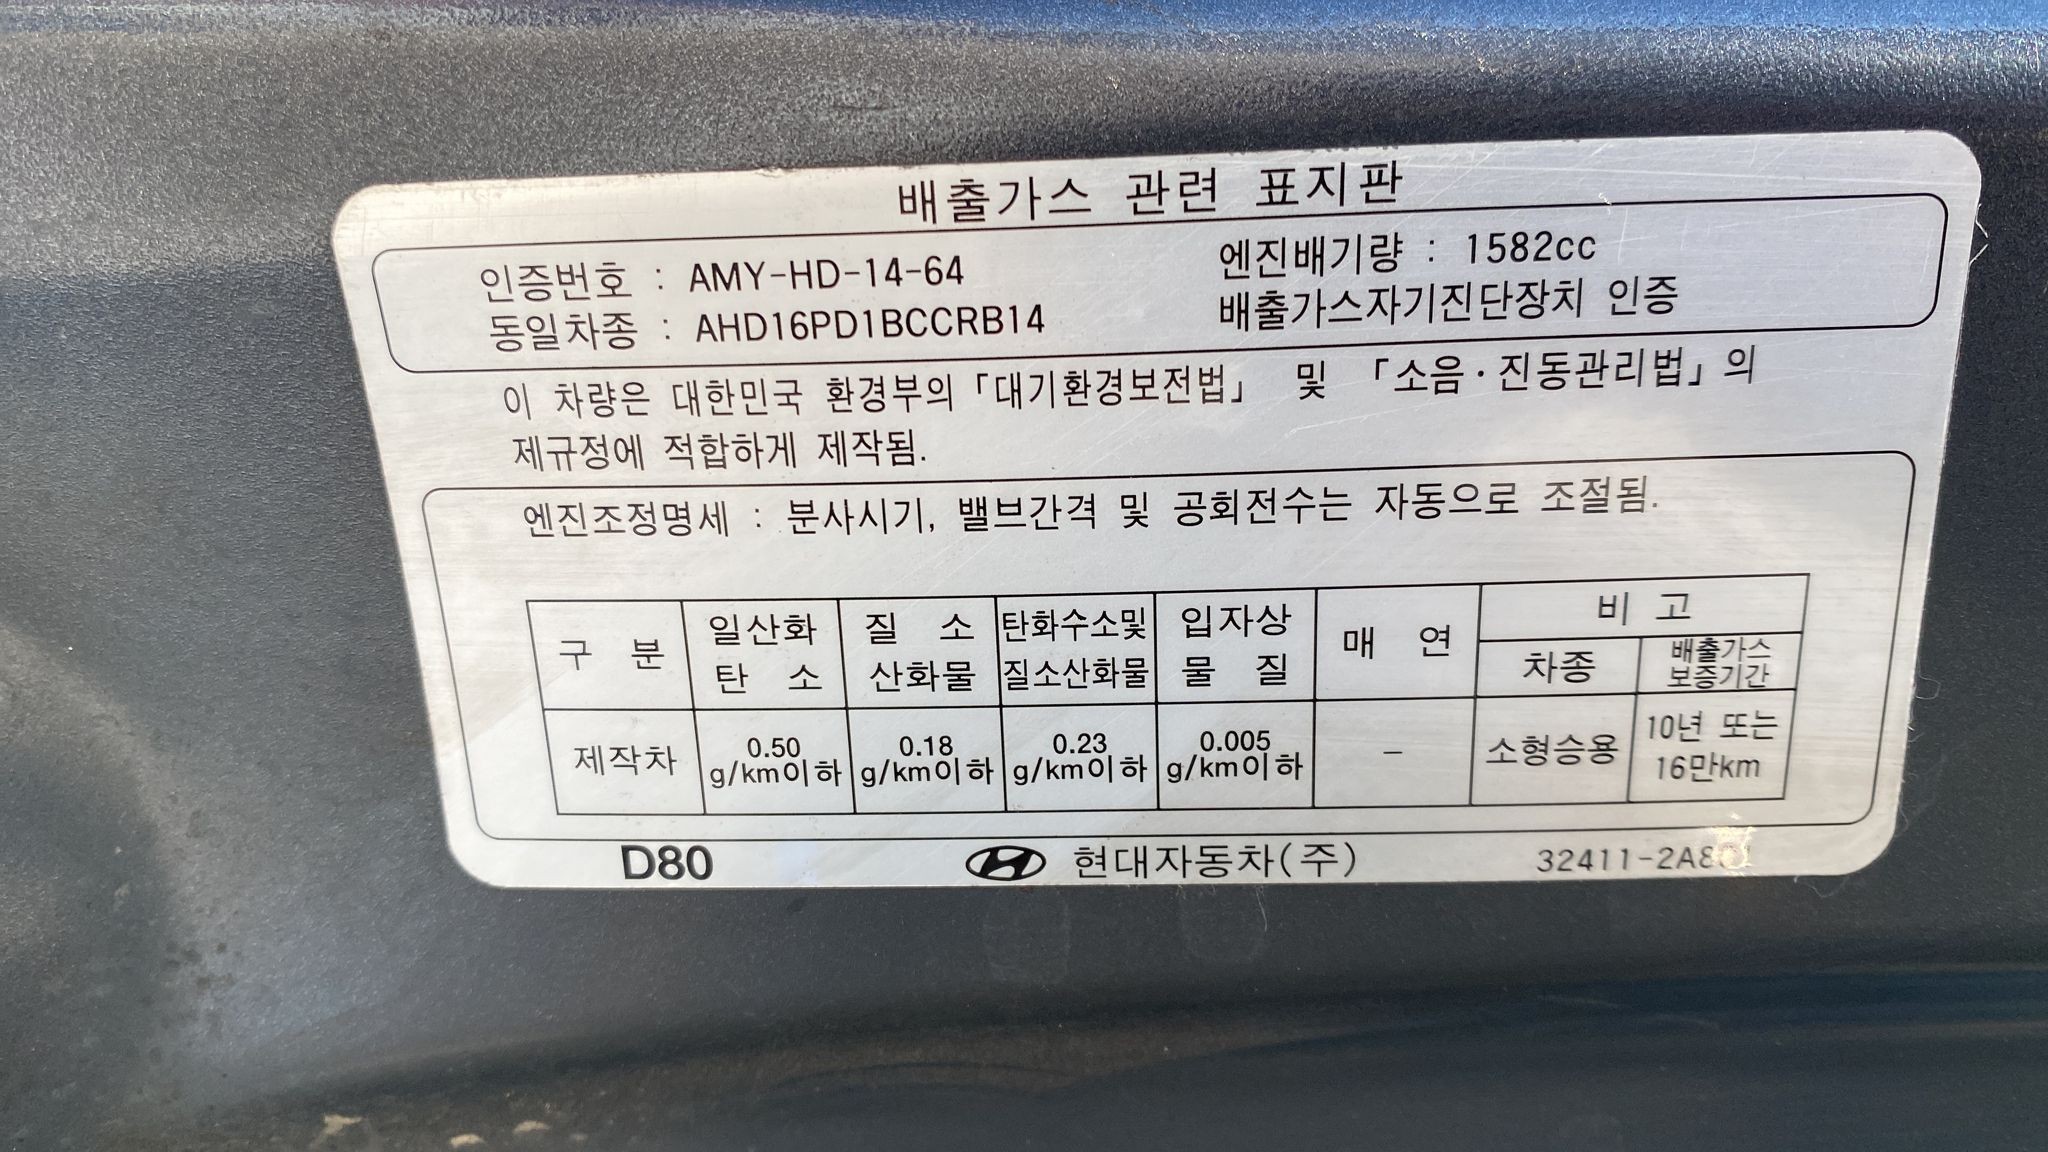 배출가스 관련 표지판
인증번호 : AMY-HD-14-64
엔진배기량 : 1582cc
동일차종 : AHD16PD1BCCRB14
배출가스자기진단장치 인증
이 차량은 대한민국 환경부의 「대기환경보전법」 및 「소음·진동관리법」의
제규정에 적합하게 제작됨.
엔진조정명세 : 분사시기, 밸브간격 및 공회전수는 자동으로 조절됨.
구 분
일산화
탄 소
질 소
산화물
탄화수소및
질소산화물
입자상
물 질
매 연
비 고
차종
배출가스
보증기간
제작차
0.50
g/km이하
0.18
g/km이하
0.23
g/km이하
0.005
g/km이하
–
소형승용
10년 또는
16만km
D80
현대자동차(주)